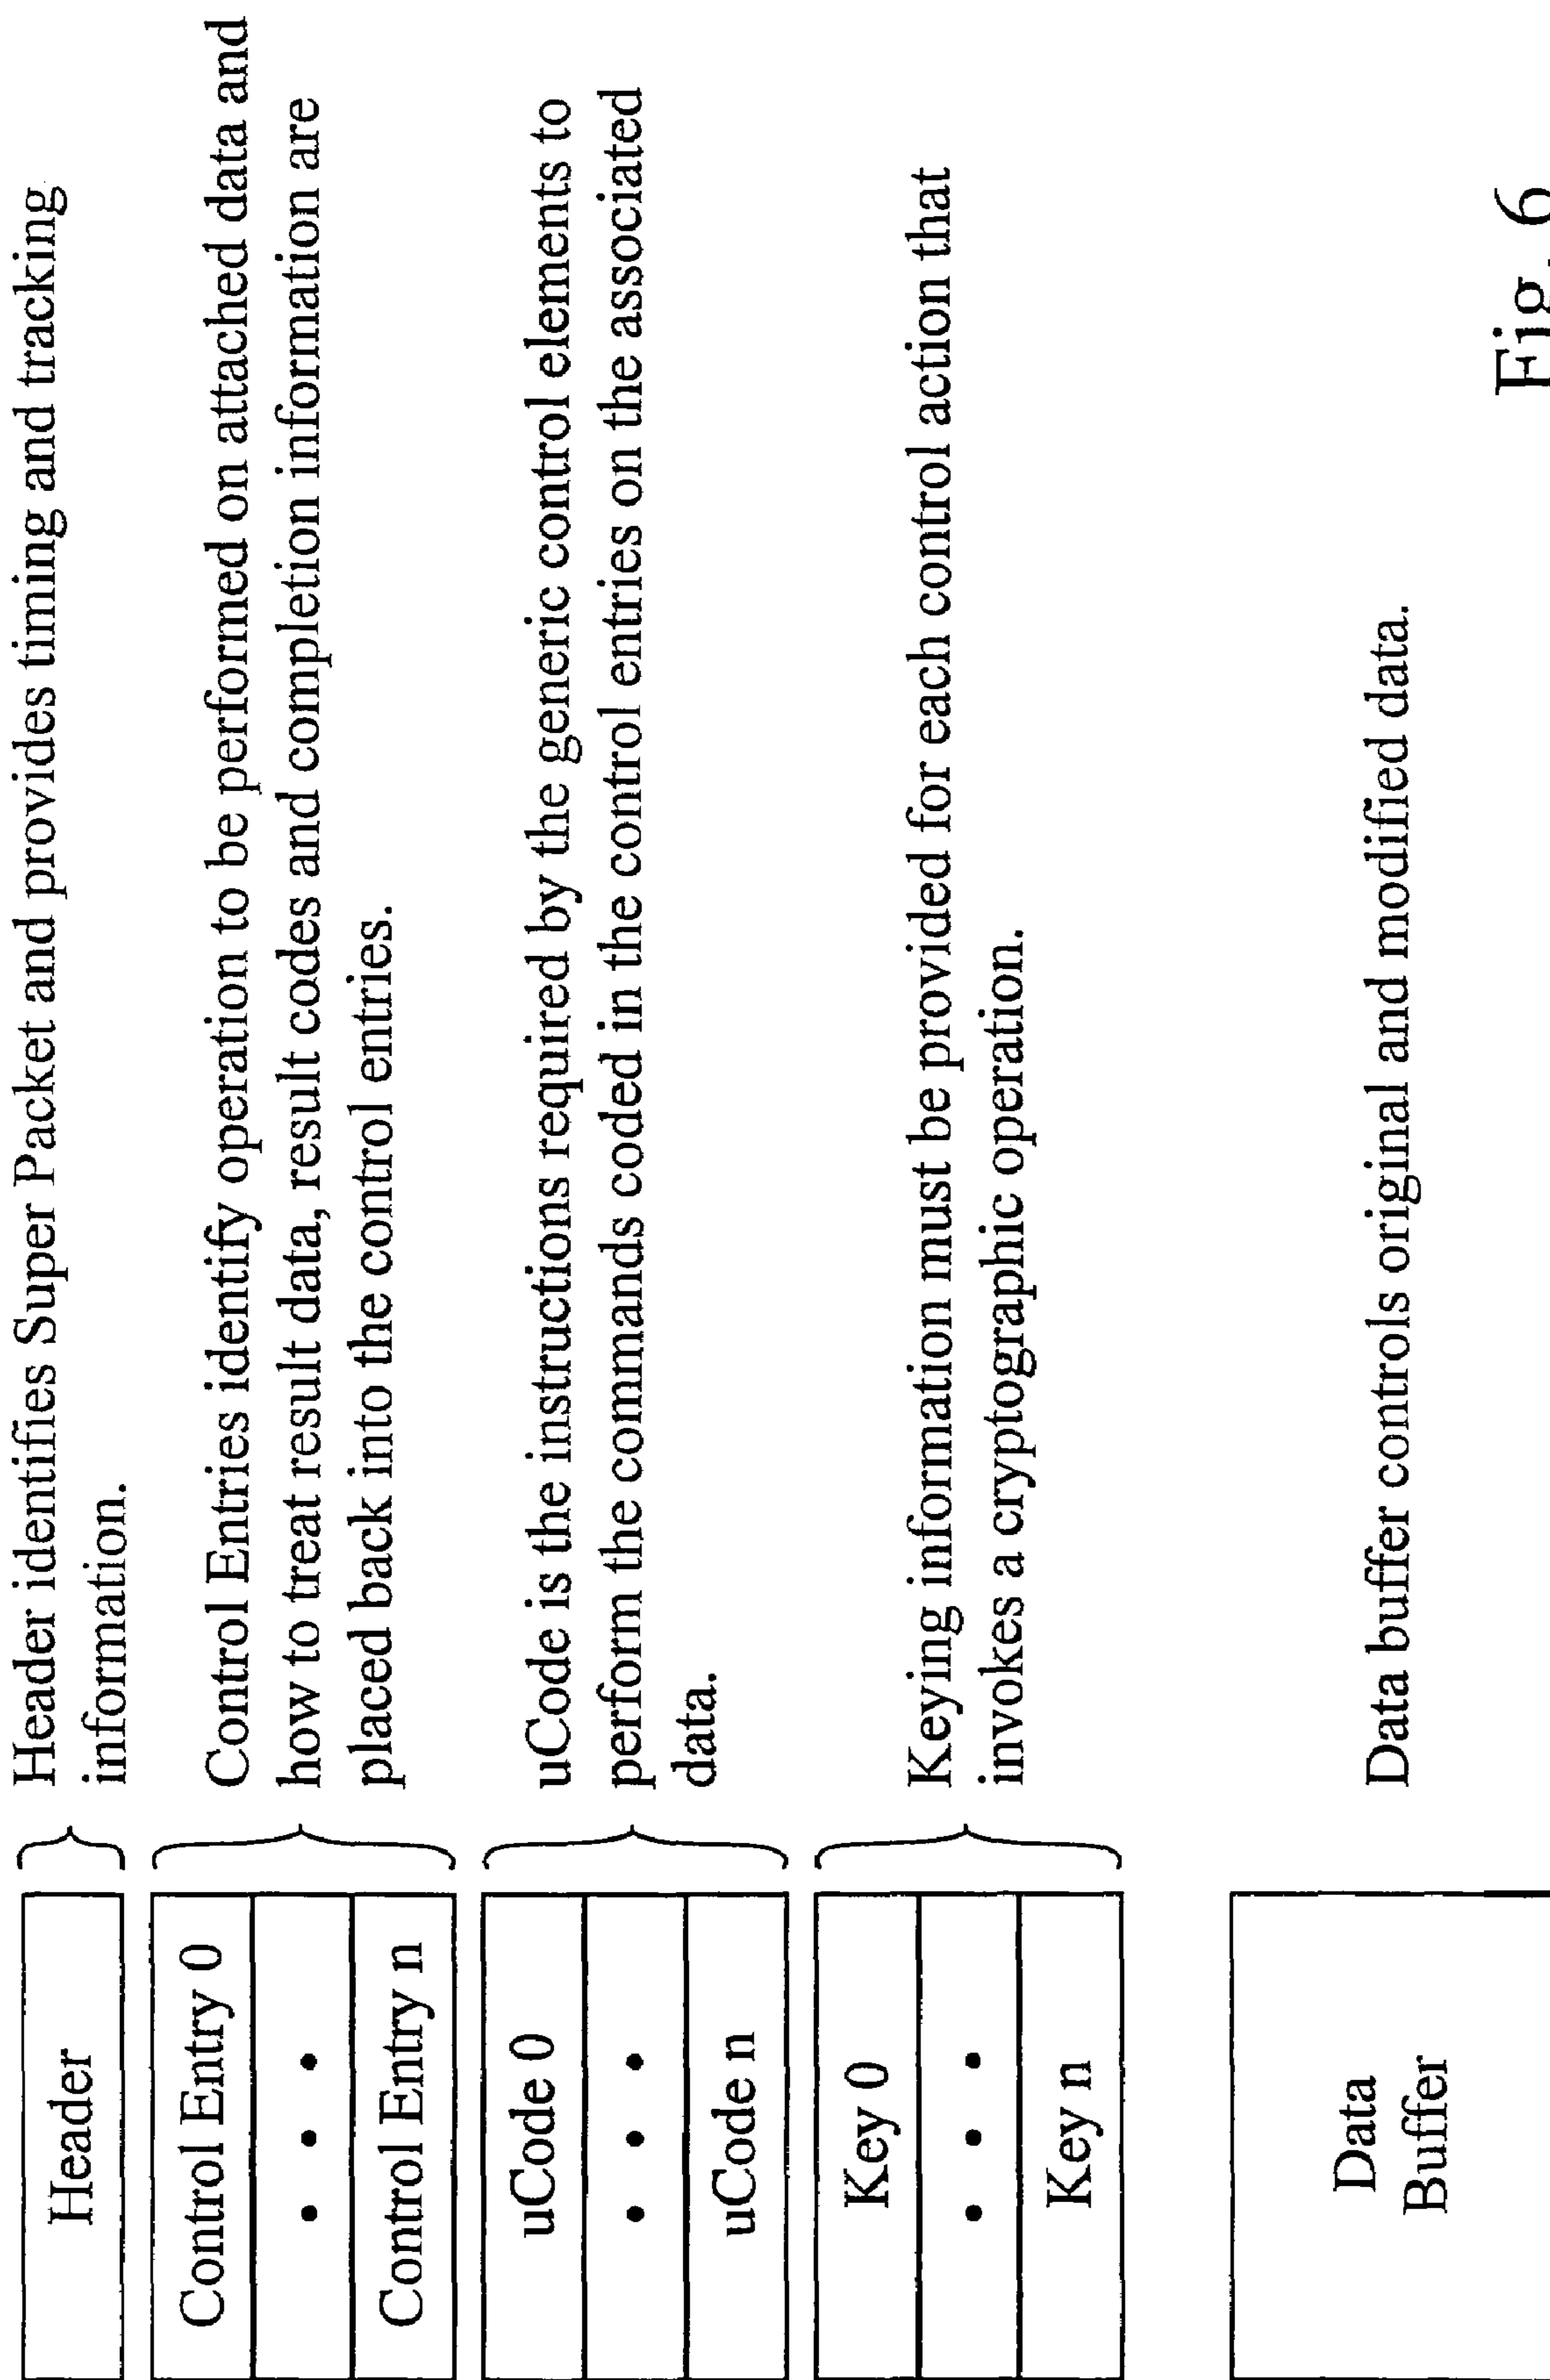 Header
Header identifies Super Packet and provides timing and tracking
information.
Control Entry 0
• • •
Control Entry n
Control Entries identify operation to be performed on attached data and
how to treat result data, result codes and completion information are
placed back into the control entries.
uCode 0
• • •
uCode n
uCode is the instructions required by the generic control elements to
perform the commands coded in the control entries on the associated
data.
Key 0
• • •
Key n
Keying information must be provided for each control action that
invokes a cryptographic operation.
Data
Buffer
Data buffer controls original and modified data.
Fig. 6